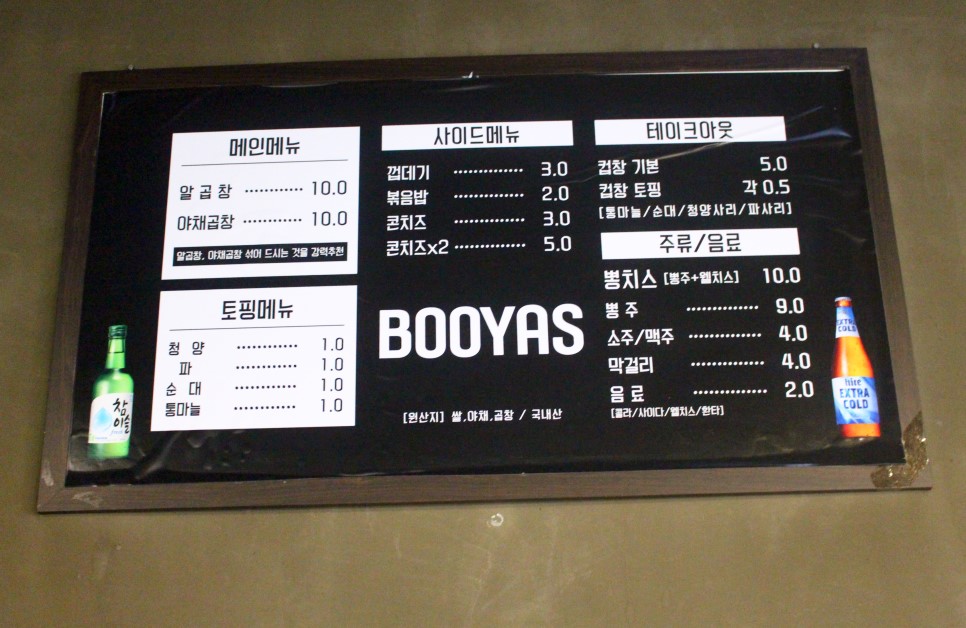 메인메뉴
알곱창 ············ 10.0
야채곱창 ············ 10.0
알곱창, 야채곱창 섞어 드시는 것을 강력추천
토핑메뉴
청양 ············ 1.0
파 ············ 1.0
순대 ············ 1.0
통마늘 ············ 1.0
사이드메뉴
껍데기 ············ 3.0
볶음밥 ············ 2.0
콘치즈 ············ 3.0
콘치즈x2 ············ 5.0
BOOYAS
[원산지] 쌀,야채,곱창 / 국내산
테이크아웃
컵창 기본 5.0
컵창 토핑 각 0.5
[통마늘/순대/청양사리/파사리]
주류/음료
뽕치스 [뽕주+웰치스] 10.0
뽕주 ············ 9.0
소주/맥주 ············ 4.0
막걸리 ············ 4.0
음료 ············ 2.0
[콜라/사이다/웰치스/환타]
참이슬
EXTRA COLD
hite
EXTRA
COLD